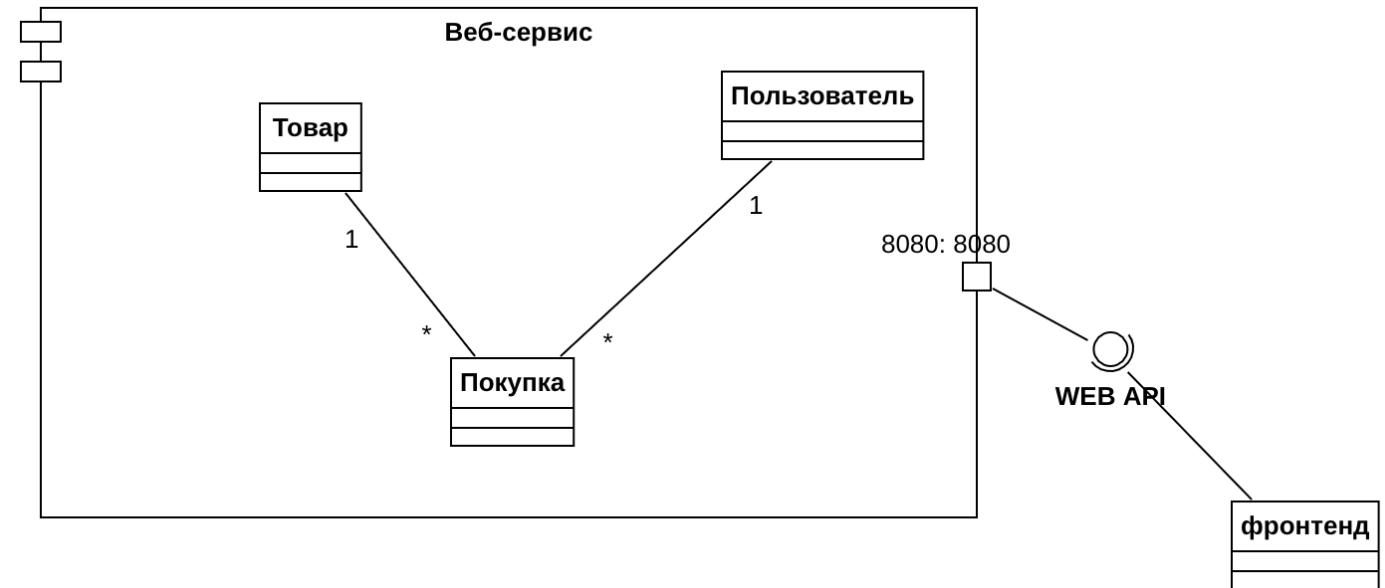 Веб-сервис
Пользователь
Товар
1
1
8080: 8080
*
*
Покупка
WEB API
фронтенд